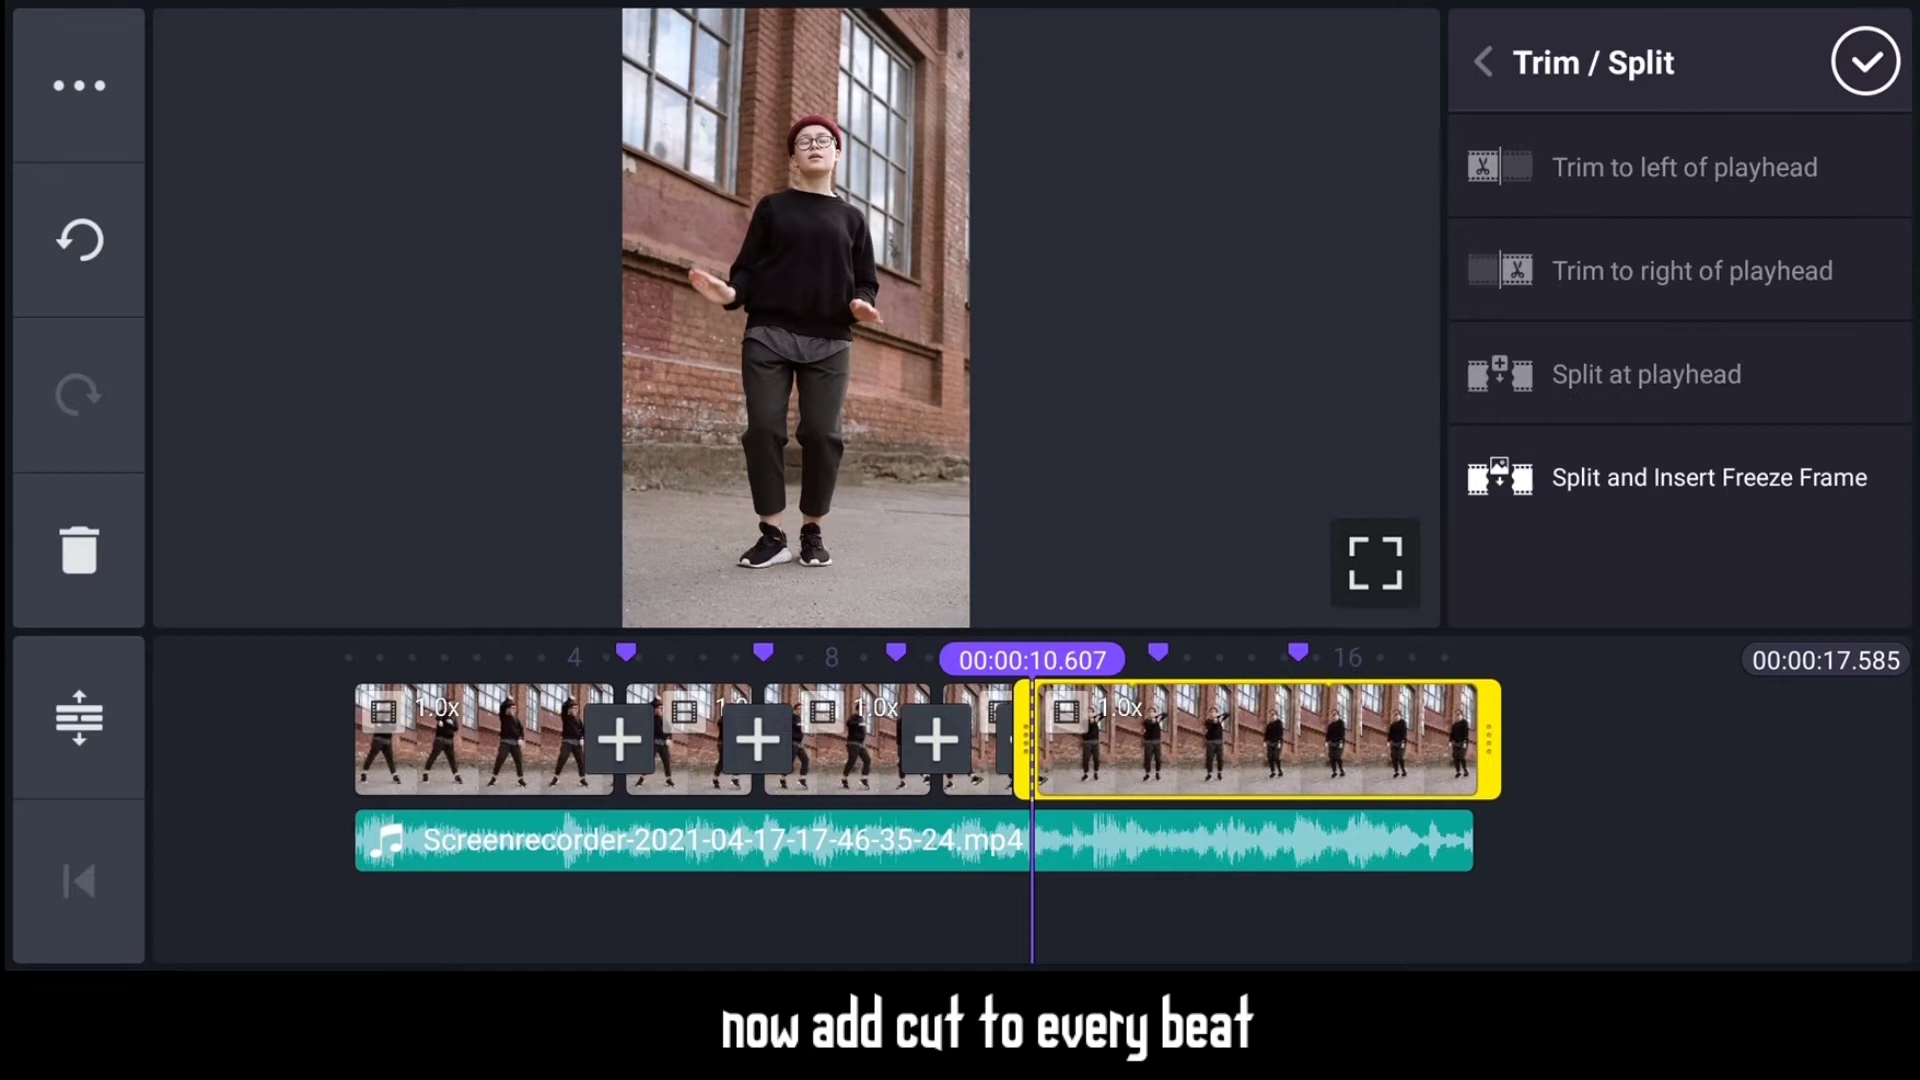 Trim / Split
Trim to left of playhead
Trim to right of playhead
Split at playhead
Split and Insert Freeze Frame
4
8
00:00:10.607
16
00:00:17.585
1.0x
1.0x
1.0x
Screenrecorder-2021-04-17-17-46-35-24.mp4
now add cut to every beat